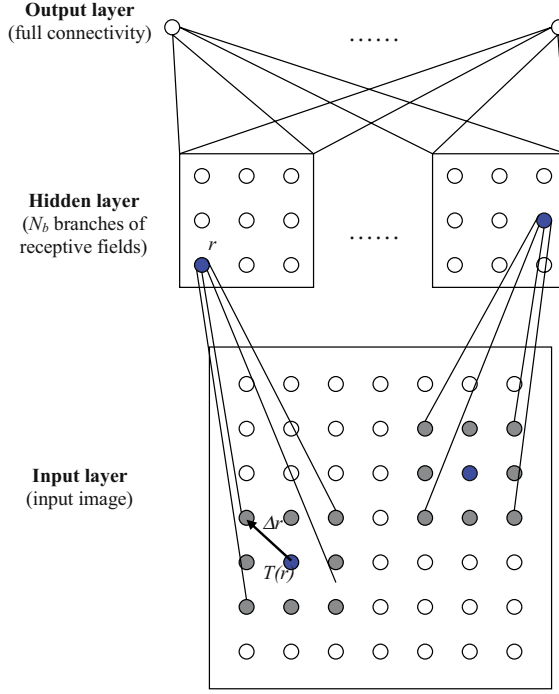 Output layer
(full connectivity)
……
Hidden layer
(N_b branches of
receptive fields)
r
……
Input layer
(input image)
Δr
T(r)